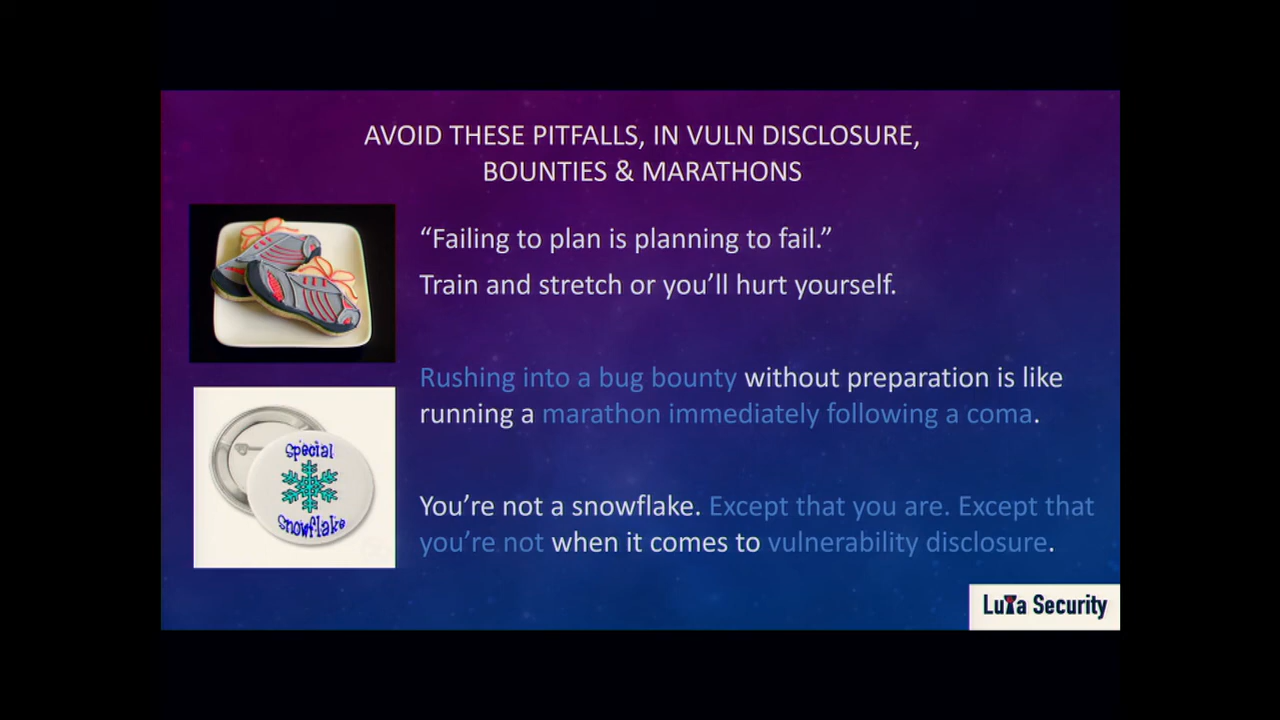 AVOID THESE PITFALLS, IN VULN DISCLOSURE,
BOUNTIES & MARATHONS
“Failing to plan is planning to fail.”
Train and stretch or you’ll hurt yourself.
Rushing into a bug bounty without preparation is like
running a marathon immediately following a coma.
Special
Snowflake
You’re not a snowflake. Except that you are. Except that
you’re not when it comes to vulnerability disclosure.
Luta Security